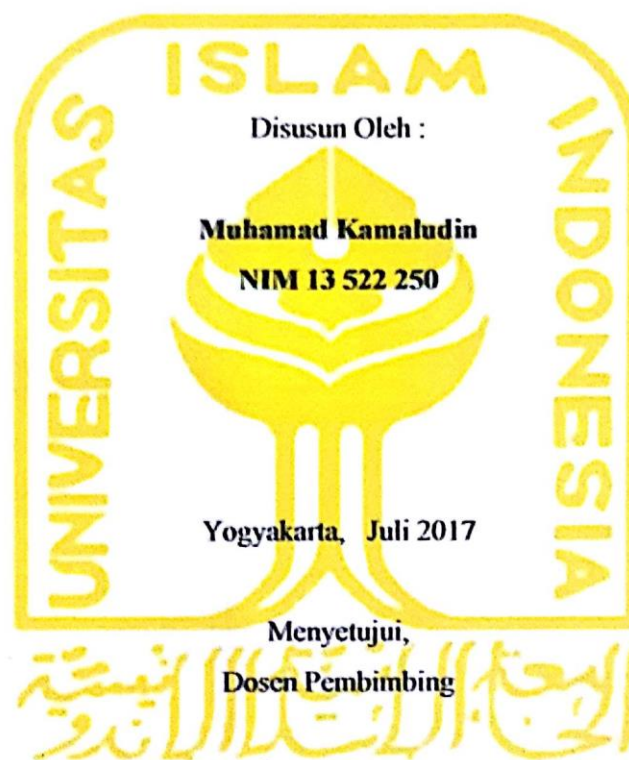 UNIVERSITAS ISLAM INDONESIA
Disusun Oleh :
Muhamad Kamaludin
NIM 13 522 250
Yogyakarta, Juli 2017
Menyetujui,
Dosen Pembimbing